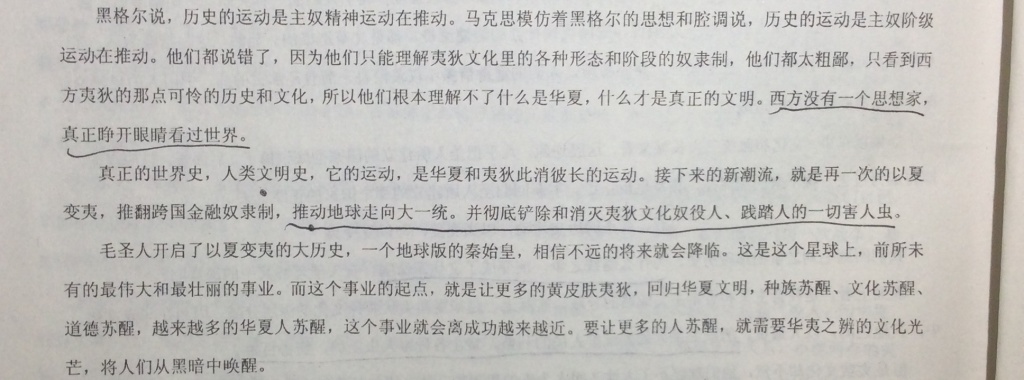 黑格尔说，历史的运动是主奴精神运动在推动。马克思模仿着黑格尔的思想和腔调说，历史的运动是主奴阶级
运动在推动。他们都说错了，因为他们只能理解夷狄文化里的各种形态和阶段的奴隶制，他们都太粗鄙，只看到西
方夷狄的那点可怜的历史和文化，所以他们根本理解不了什么是华夏，什么才是真正的文明。西方没有一个思想家，
真正睁开眼睛看过世界。
真正的世界史，人类文明史，它的运动，是华夏和夷狄此消彼长的运动。接下来的新潮流，就是再一次的以夏
变夷，推翻跨国金融奴隶制，推动地球走向大一统。并彻底铲除和消灭夷狄文化奴役人、践踏人的一切害人虫。
毛圣人开启了以夏变夷的大历史，一个地球版的秦始皇，相信不远的将来就会降临。这是这个星球上，前所未
有的最伟大和最壮丽的事业。而这个事业的起点，就是让更多的黄皮肤夷狄，回归华夏文明，种族苏醒、文化苏醒、
道德苏醒，越来越多的华夏人苏醒，这个事业就会离成功越来越近。要让更多的人苏醒，就需要华夷之辨的文化光
芒，将人们从黑暗中唤醒。